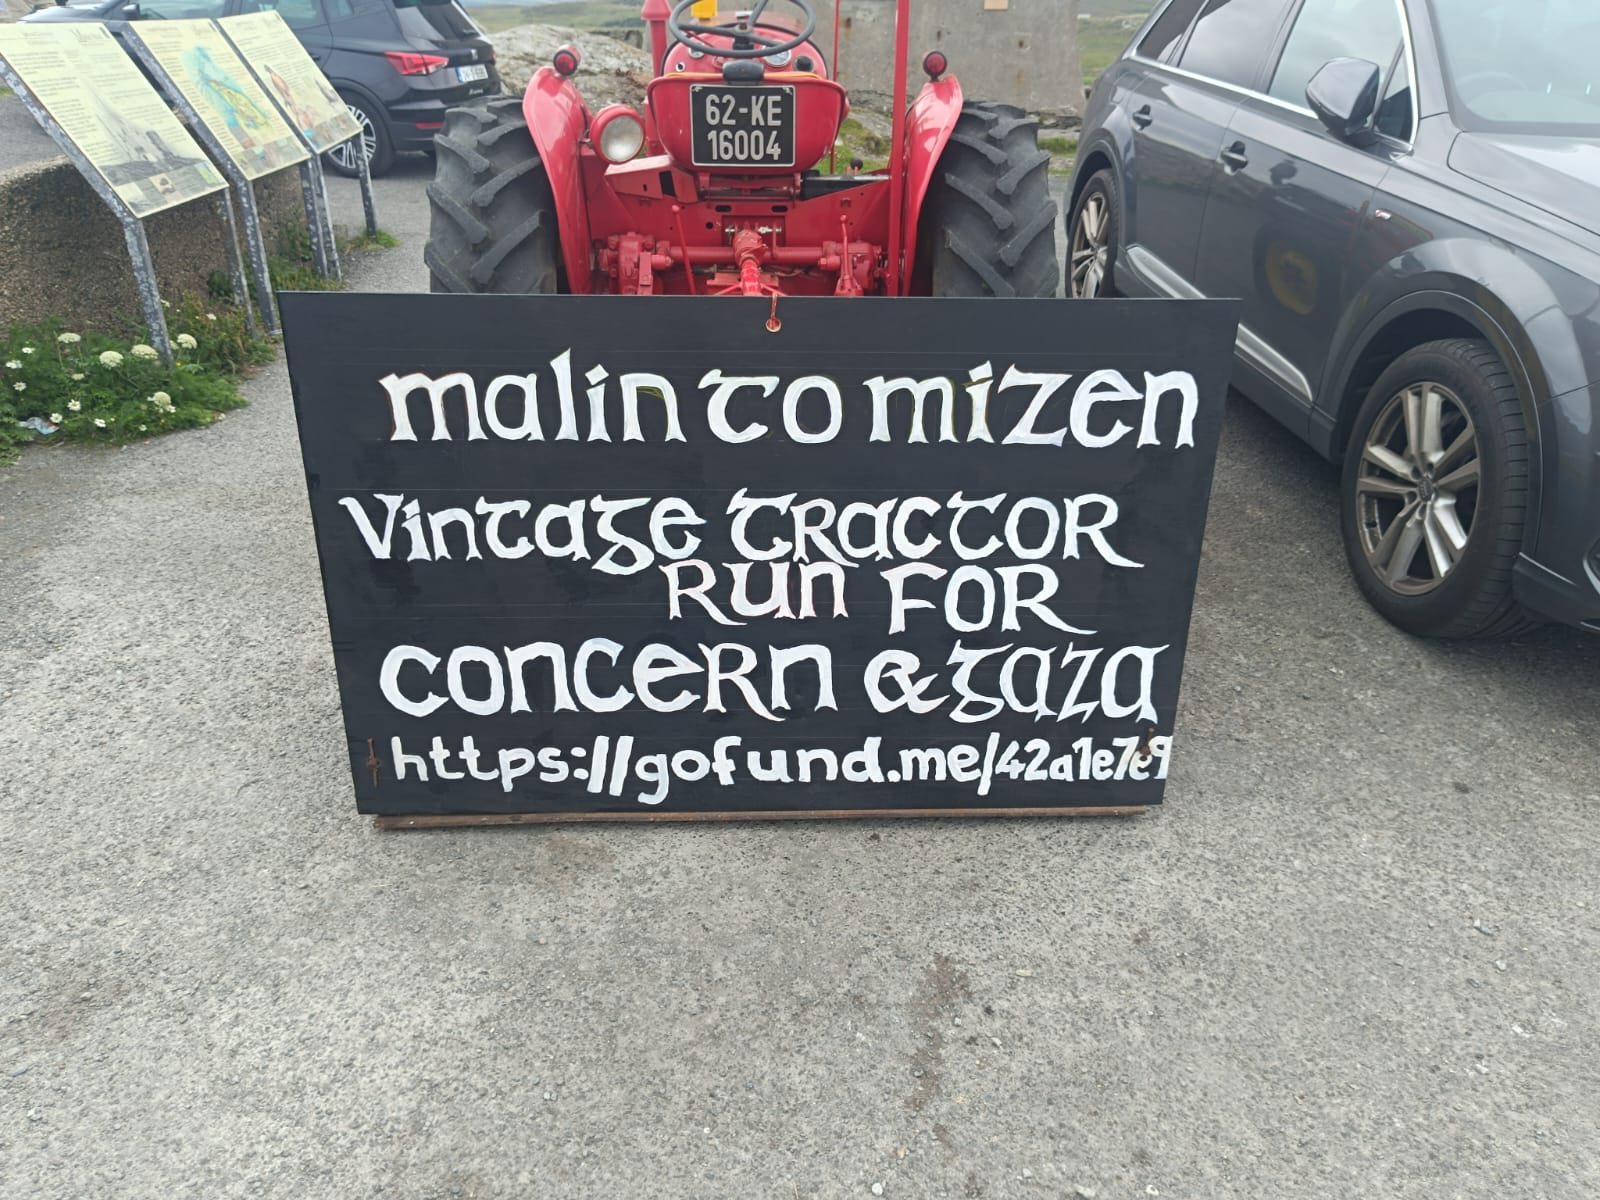 62-KE
16004
malin to mizen
Vintage tractor
Run for
concern & gaza
https://gofund.me/42a1e7e9